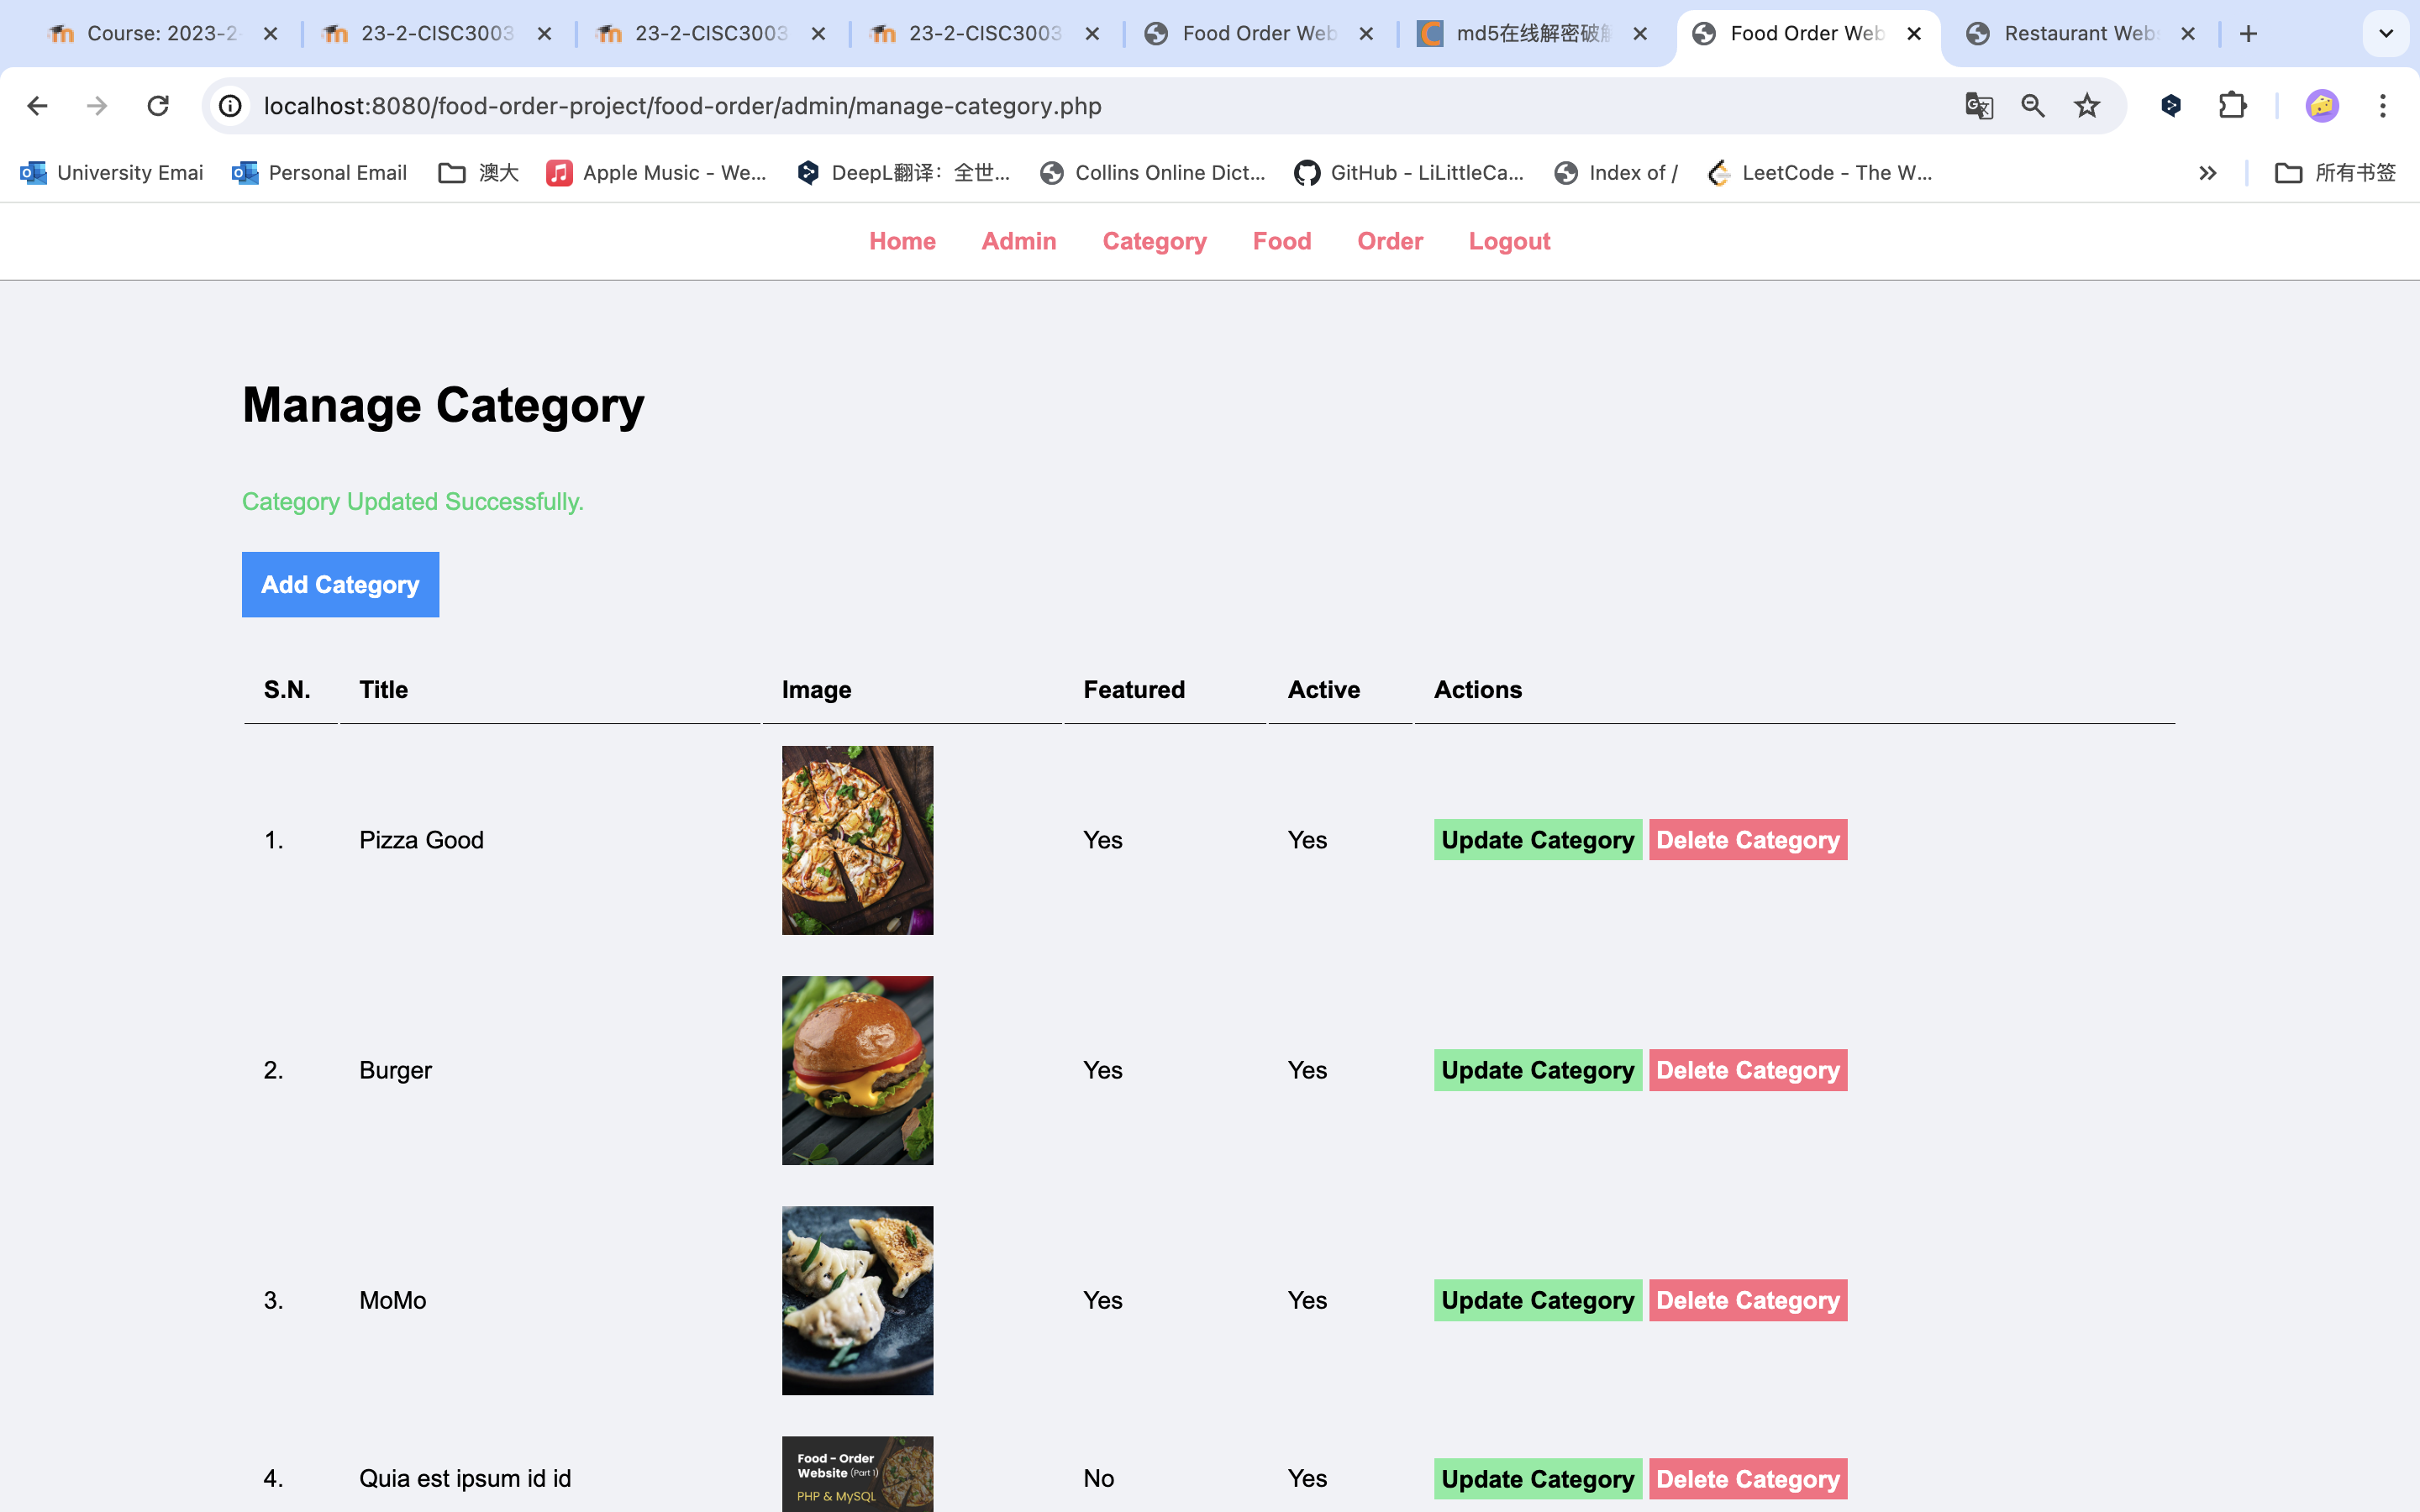 Course: 2023-2-
23-2-CISC3003
23-2-CISC3003
23-2-CISC3003
Food Order Web
md5在线解密破解
Food Order Web
Restaurant Webs
localhost:8080/food-order-project/food-order/admin/manage-category.php
University Emai
Personal Email
澳大
Apple Music - We...
DeepL翻译：全世...
Collins Online Dict...
GitHub - LiLittleCa...
Index of /
LeetCode - The W...
所有书签
Home Admin Category Food Order Logout
Manage Category
Category Updated Successfully.
Add Category
S.N. Title Image Featured Active Actions
1. Pizza Good Yes Yes Update Category Delete Category
2. Burger Yes Yes Update Category Delete Category
3. MoMo Yes Yes Update Category Delete Category
4. Quia est ipsum id id No Yes Update Category Delete Category
Food - Order
Website (Part 1)
PHP & MySQL